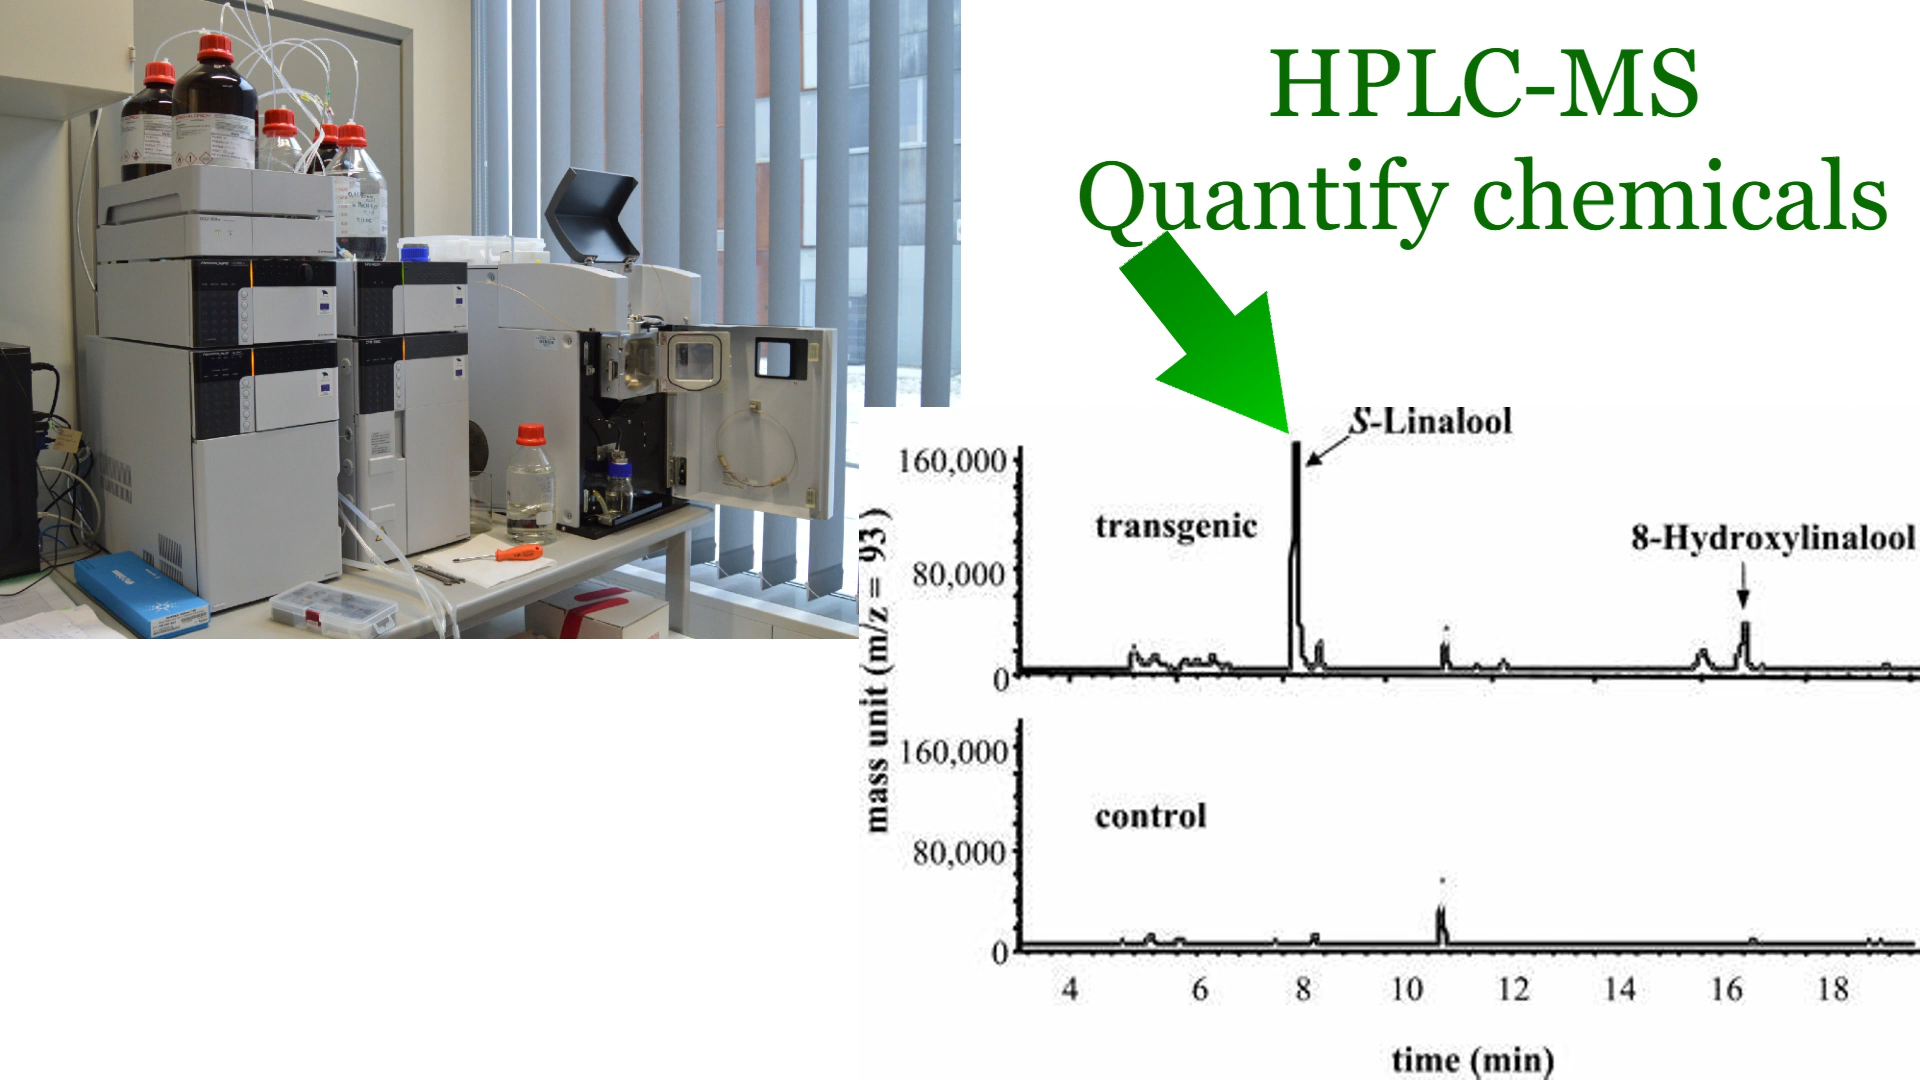 HPLC-MS
Quantify chemicals
S-Linalool
160,000
transgenic
8-Hydroxylinalool
80,000
0
mass unit (m/z = 93)
160,000
control
80,000
0
4 6 8 10 12 14 16 18
time (min)